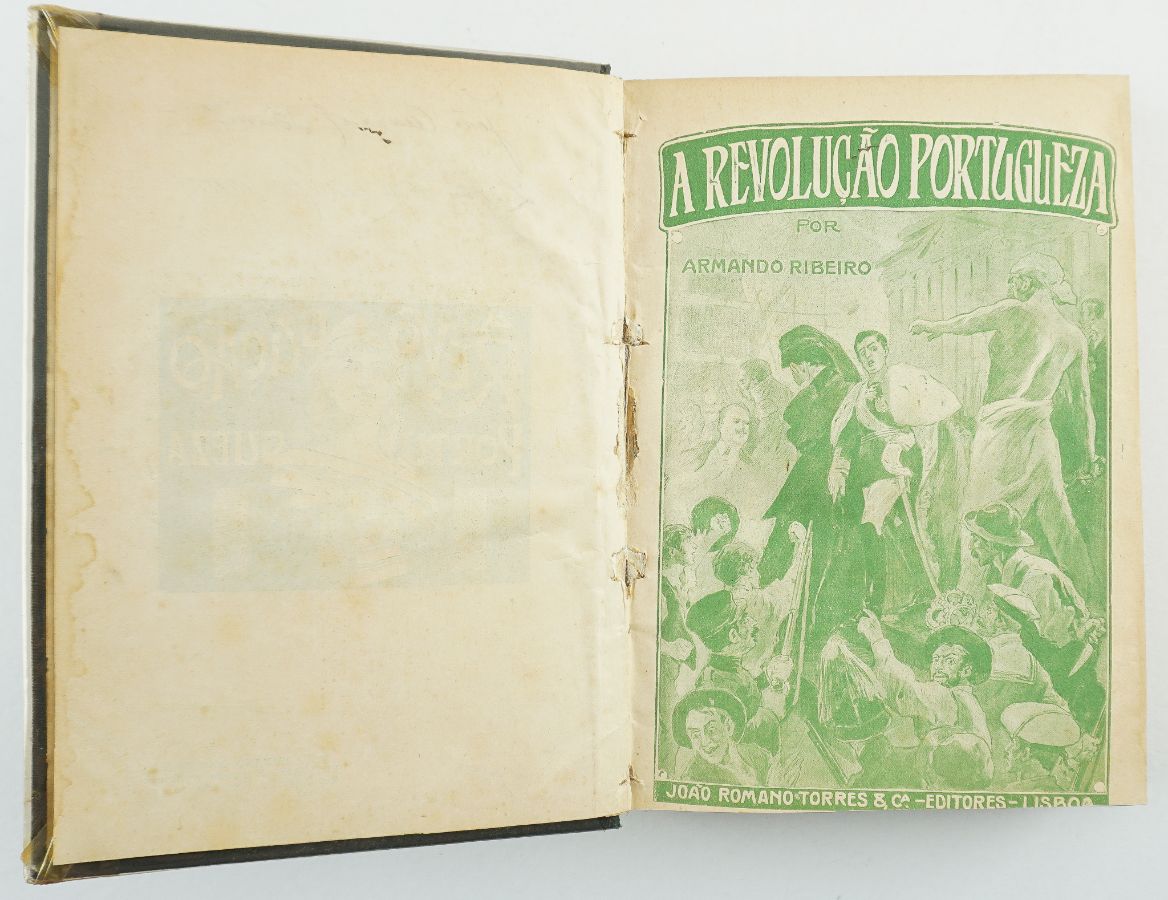 A REVOLUÇÃO PORTUGUEZA
POR
ARMANDO RIBEIRO
JOÃO ROMANO TORRES & Cª - EDITORES - LISBOA